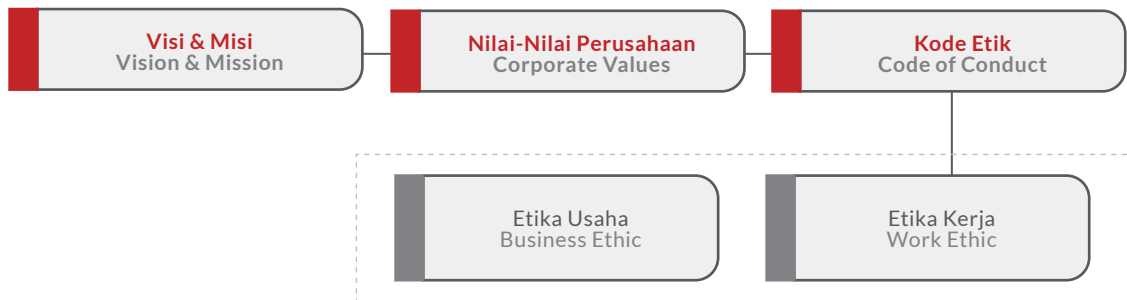 Visi & Misi
Vision & Mission
Nilai-Nilai Perusahaan
Corporate Values
Kode Etik
Code of Conduct
Etika Usaha
Business Ethic
Etika Kerja
Work Ethic